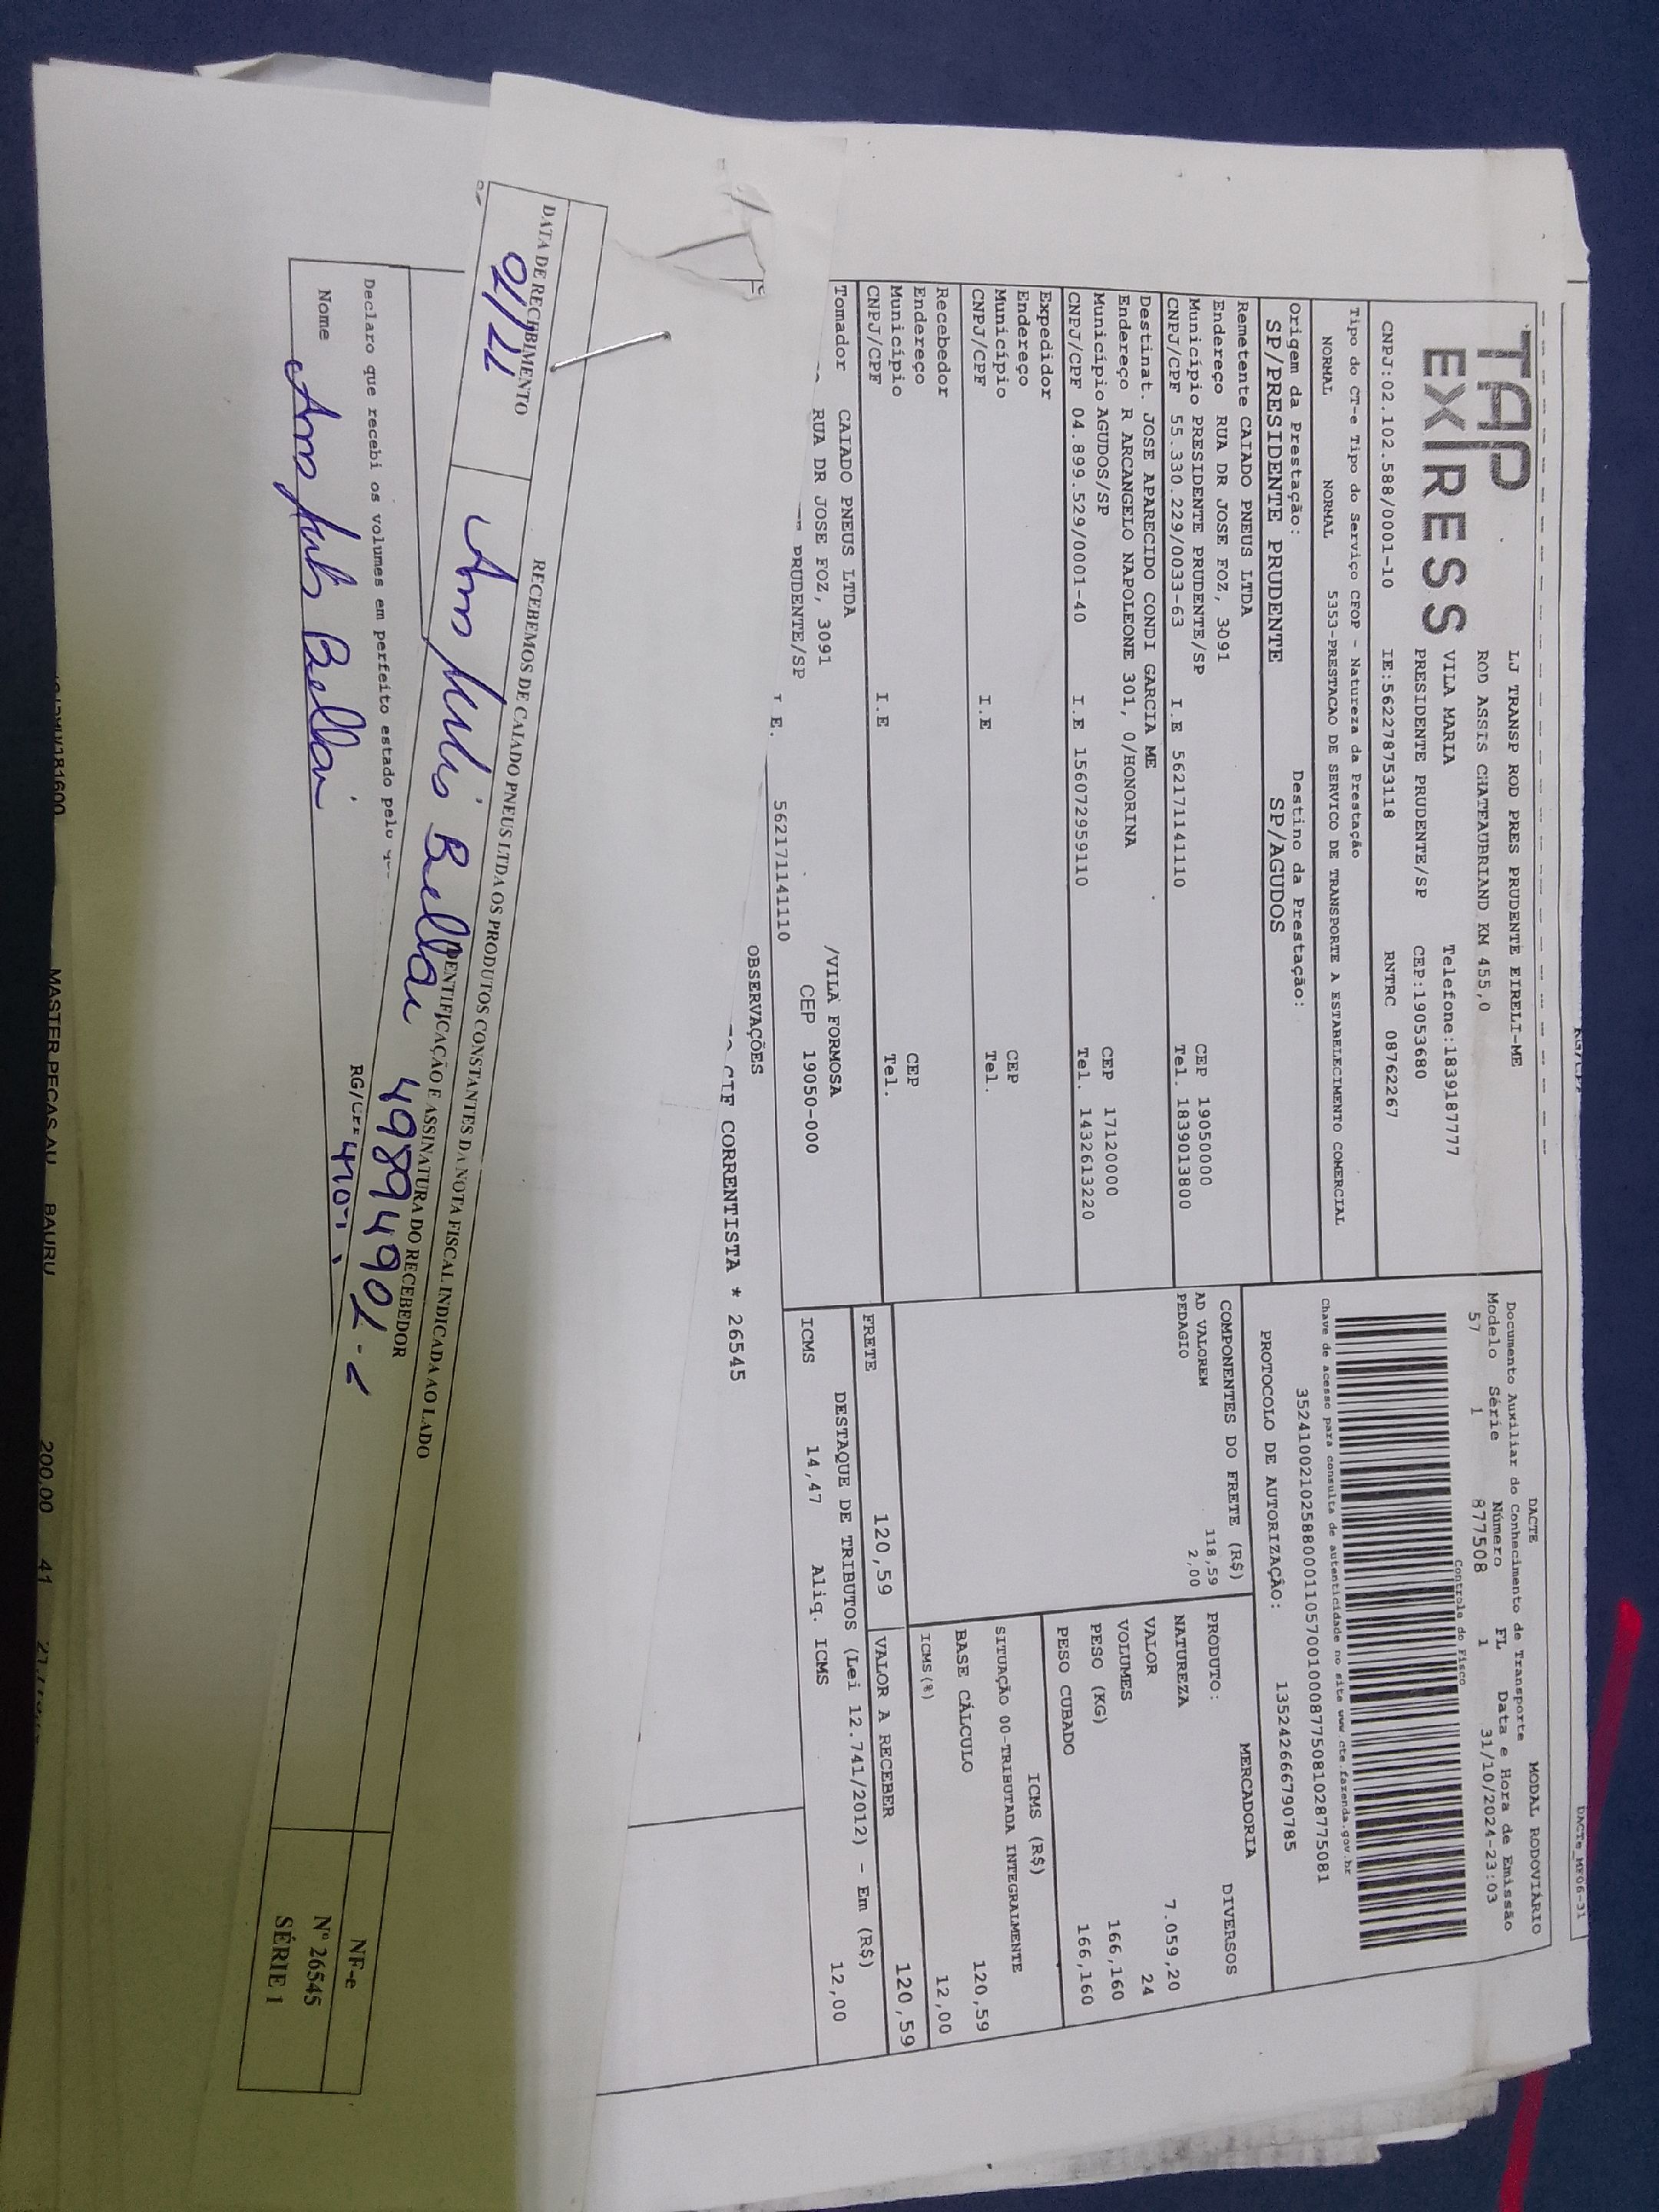 DACTe_MF06-31
TAP
EXPRESS
LJ TRANSP ROD PRES PRUDENTE EIRELI-ME
ROD ASSIS CHATEAUBRIAND KM 455,0
VILA MARIA Telefone:1839187777
PRESIDENTE PRUDENTE/SP CEP:19053680
CNPJ:02.102.588/0001-10 IE:562278753118 RNTRC 08762267
DACTE MODAL RODOVIÁRIO
Documento Auxiliar do Conhecimento de Transporte
Modelo Série Número FL Data e Hora de Emissão
57 1 877508 1 31/10/2024-23:03
Controle do Fisco
Chave de acesso para consulta de autenticidade no site www.cte.fazenda.gov.br
35241002102588000110570010008775081028775081
PROTOCOLO DE AUTORIZAÇÃO: 135242666790785
Tipo do CT-e Tipo do Serviço CFOP - Natureza da Prestação
NORMAL NORMAL 5353-PRESTACAO DE SERVICO DE TRANSPORTE A ESTABELECIMENTO COMERCIAL
Origem da Prestação: Destino da Prestação:
SP/PRESIDENTE PRUDENTE SP/AGUDOS
Remetente CAIADO PNEUS LTDA
Endereço RUA DR JOSE FOZ, 3091
Município PRESIDENTE PRUDENTE/SP CEP 19050000
CNPJ/CPF 55.330.229/0033-63 I.E 562171141110 Tel. 1839013800
Destinat. JOSE APARECIDO CONDI GARCIA ME
Endereço R ARCANGELO NAPOLEONE 301, 0/HONORINA
Município AGUDOS/SP CEP 17120000
CNPJ/CPF 04.899.529/0001-40 I.E 156072959110 Tel. 1432613220
Expedidor
Endereço
Município CEP
CNPJ/CPF I.E Tel.
Recebedor
Endereço
Município CEP
CNPJ/CPF I.E Tel.
Tomador CAIADO PNEUS LTDA
RUA DR JOSE FOZ, 3091 /VILA FORMOSA
PRUDENTE/SP CEP 19050-000
I E. 562171141110
OBSERVAÇÕES
CIF CORRENTISTA * 26545
COMPONENTES DO FRETE (R$)
AD VALOREM 118,59
PEDAGIO 2,00
MERCADORIA
PRODUTO: DIVERSOS
NATUREZA
VALOR 7.059,20
VOLUMES 24
PESO (KG) 166,160
PESO CUBADO 166,160
ICMS (R$)
SITUAÇÃO 00-TRIBUTADA INTEGRALMENTE
BASE CÁLCULO 120,59
ICMS(%) 12,00
FRETE 120,59 VALOR A RECEBER 120,59
DESTAQUE DE TRIBUTOS (Lei 12.741/2012) - Em (R$)
ICMS 14,47 Aliq. ICMS 12,00
RECEBEMOS DE CAIADO PNEUS LTDA OS PRODUTOS CONSTANTES DA NOTA FISCAL INDICADA AO LADO
DATA DE RECEBIMENTO IDENTIFICAÇÃO E ASSINATURA DO RECEBEDOR
NF-e
Nº 26545
SÉRIE 1
Declaro que recebi os volumes em perfeito estado pelo
Nome
MASTER PEÇAS AU BAURU 200,00 41